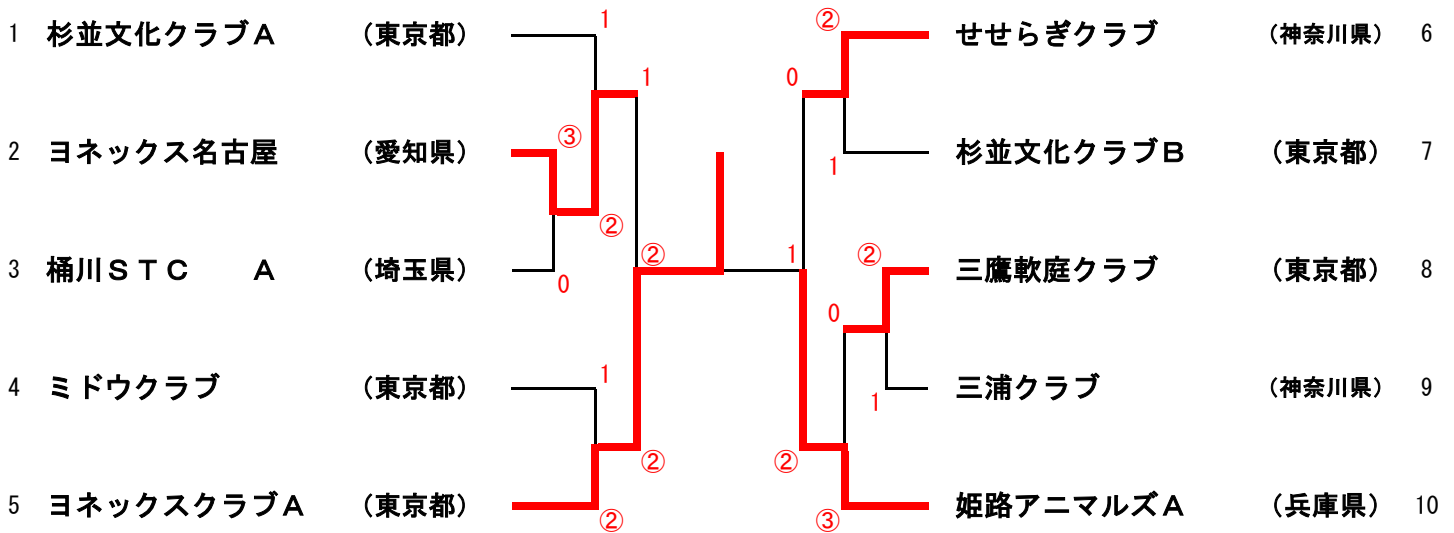 1 杉並文化クラブA （東京都） 1 ② せせらぎクラブ （神奈川県） 6
1 0
③
2 ヨネックス名古屋 （愛知県） 杉並文化クラブB （東京都） 7
1
②
② 1 ②
3 桶川STC A （埼玉県） 三鷹軟庭クラブ （東京都） 8
0
0
1
4 ミドウクラブ （東京都） 三浦クラブ （神奈川県） 9
1
② ②
5 ヨネックスクラブA （東京都） 姫路アニマルズA （兵庫県） 10
② ③